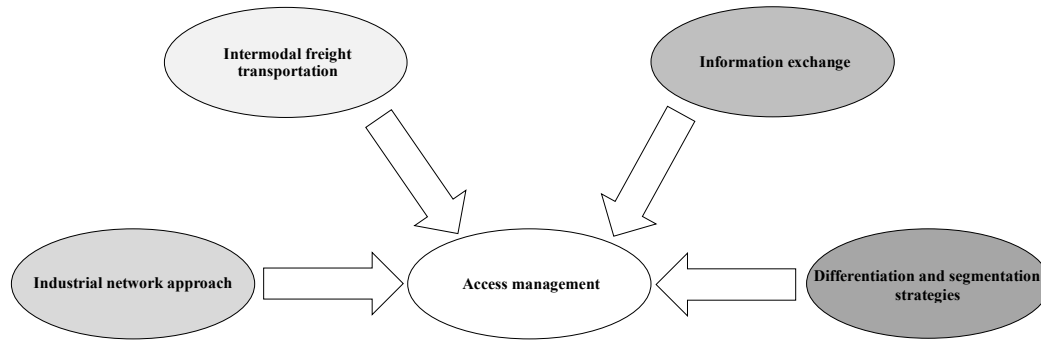 Intermodal freight
transportation
Information exchange
Industrial network approach
Access management
Differentiation and segmentation
strategies